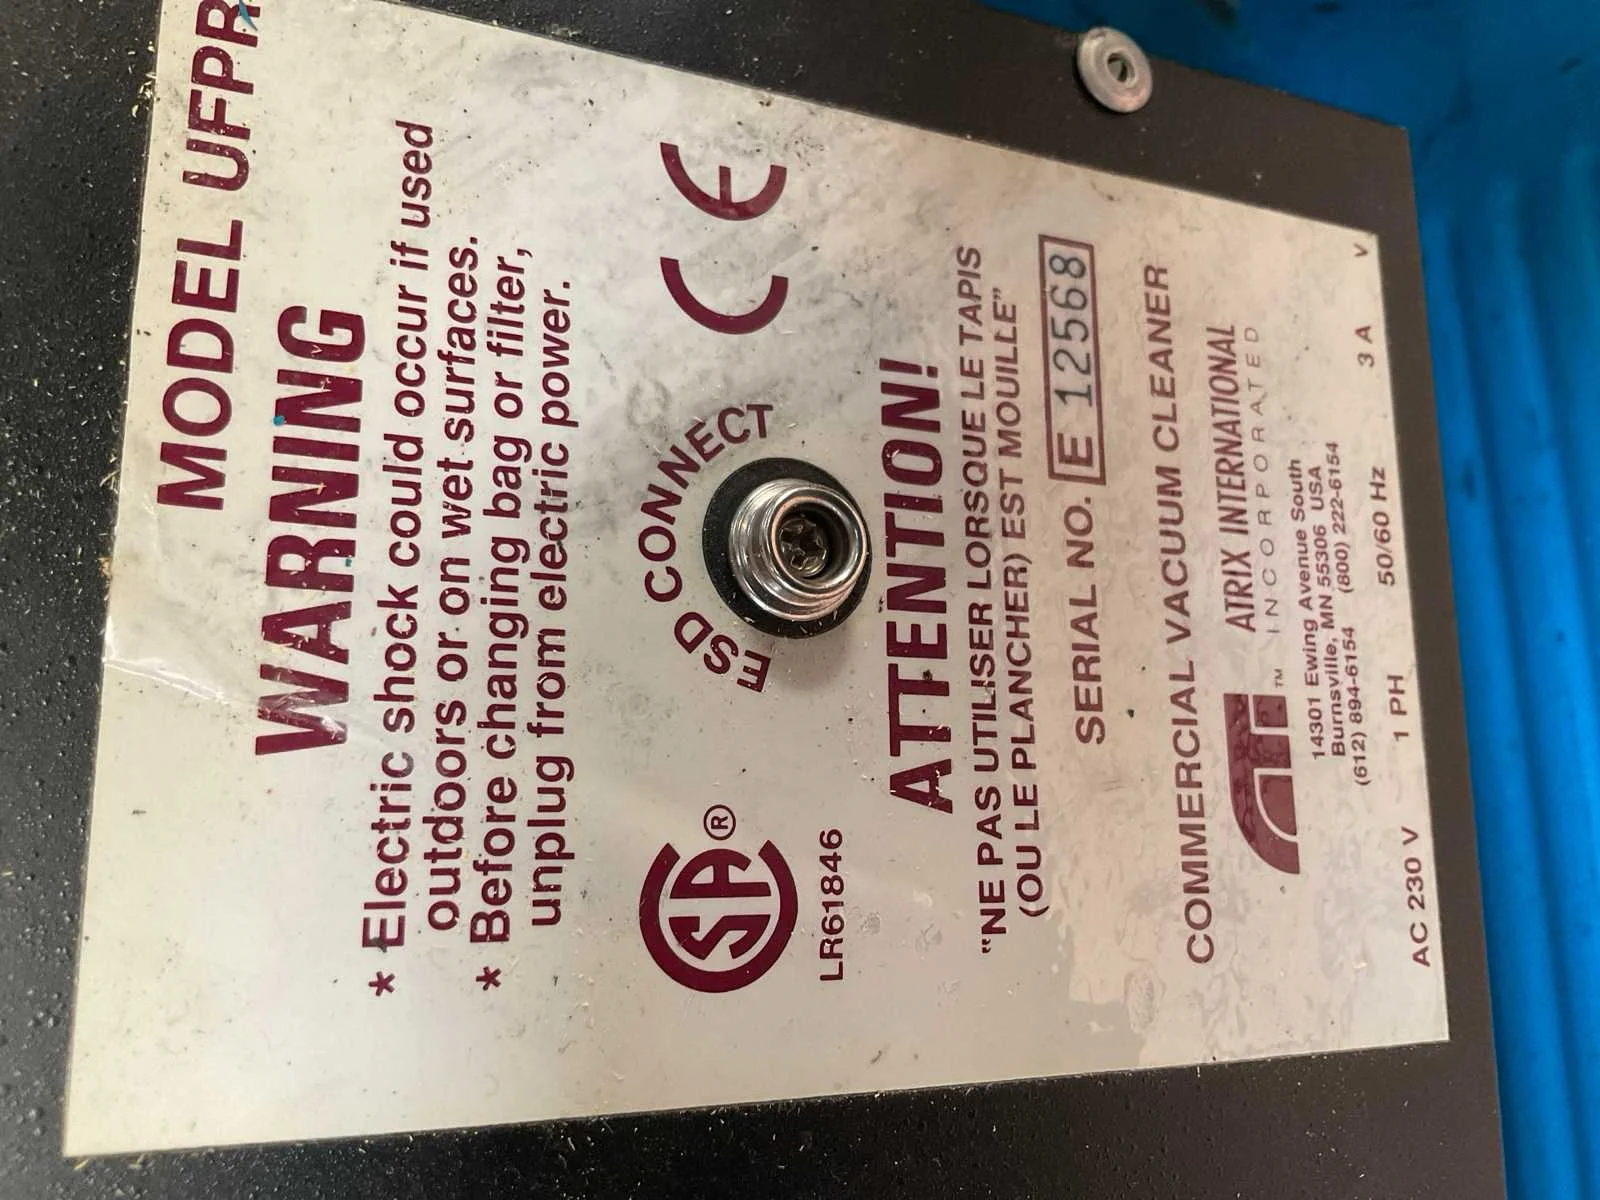 MODEL UFPR
WARNING
* Electric shock could occur if used
outdoors or on wet surfaces.
* Before changing bag or filter,
unplug from electric power.
ESD CONNECT
CE
SA ®
LR61846
ATTENTION!
"NE PAS UTILISER LORSQUE LE TAPIS
(OU LE PLANCHER) EST MOUILLE"
SERIAL NO. E 12568
COMMERCIAL VACUUM CLEANER
ATI ™
ATRIX INTERNATIONAL
INCORPORATED
14301 Ewing Avenue South
Burnsville, MN 55306 USA
(612) 894-6154 (800) 222-6154
AC 230 V 1 PH 50/60 Hz 3 A V